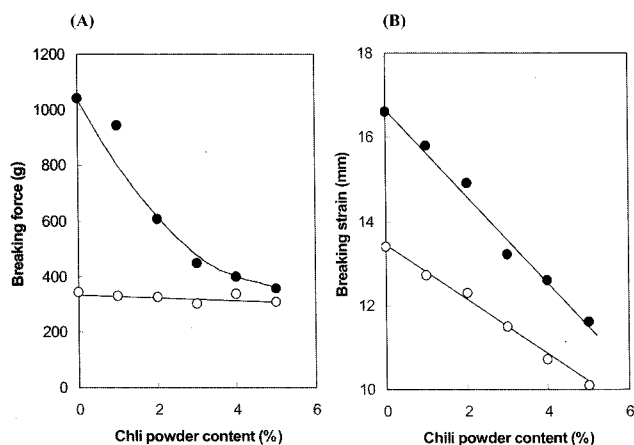 (A)
1200
1000
800
600
400
200
0
Breaking force (g)
0 2 4 6
Chli powder content (%)
(B)
18
16
14
12
10
Breaking strain (mm)
0 2 4 6
Chili powder content (%)